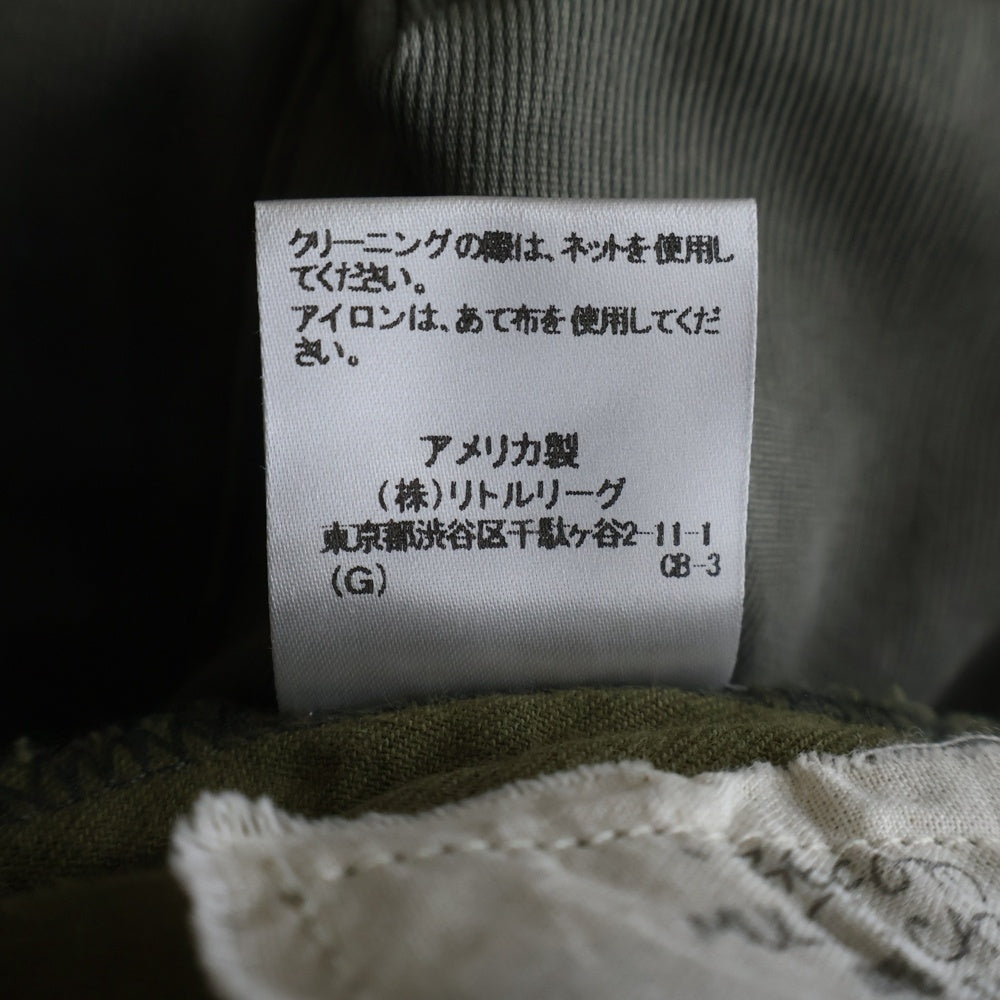 クリーニングの際は、ネットを使用し
てください。
アイロンは、あて布を使用してくだ
さい。
アメリカ製
(株)リトルリーグ
東京都渋谷区千駄ヶ谷2-11-1
(G) CB-3